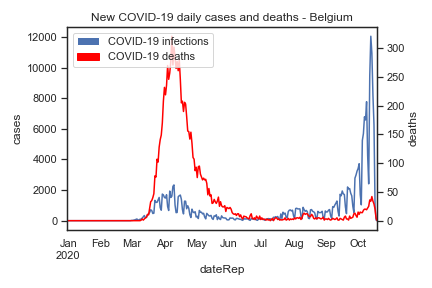 New COVID-19 daily cases and deaths - Belgium
COVID-19 infections
COVID-19 deaths
12000
10000
8000
6000
4000
2000
0
cases
300
250
200
150
100
50
0
deaths
Jan Feb Mar Apr May Jun Jul Aug Sep Oct
2020
dateRep